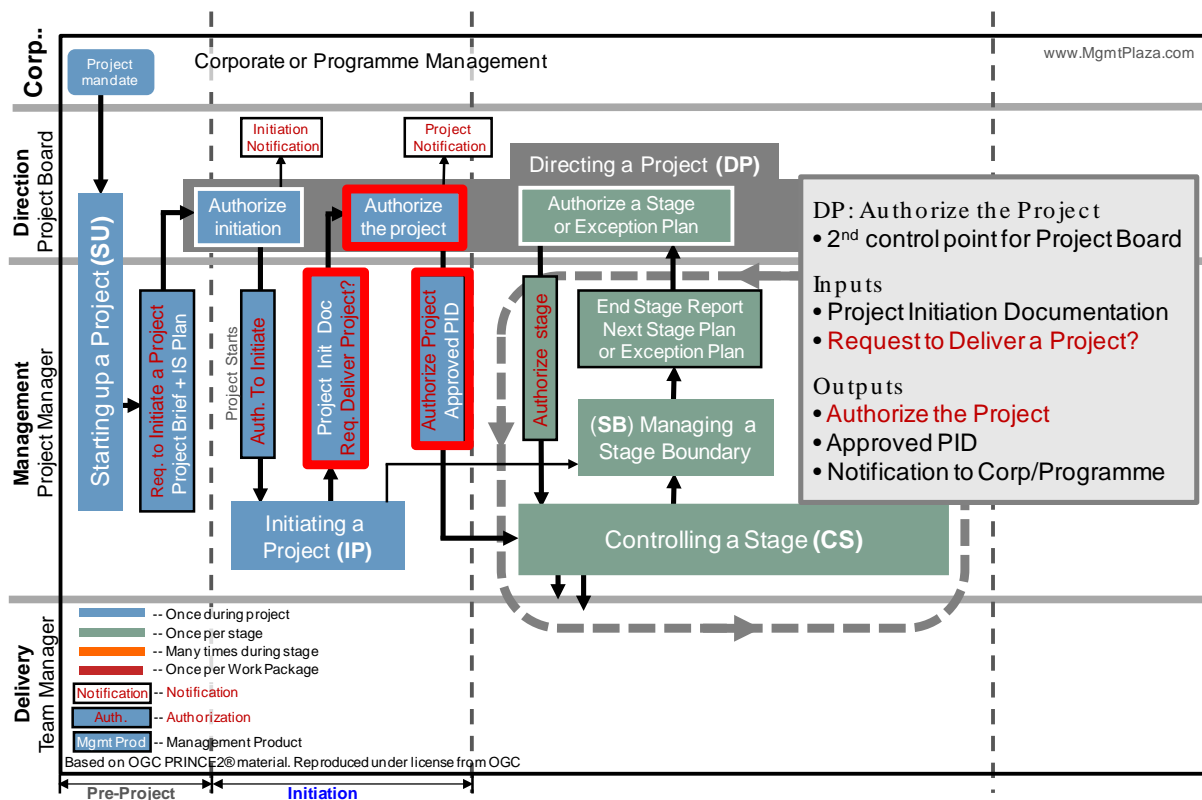 Corp..
Project
mandate
Corporate or Programme Management
www.MgmtPlaza.com
Direction
Project Board
Initiation
Notification
Project
Notification
Directing a Project (DP)
Authorize
initiation
Authorize
the project
Authorize a Stage
or Exception Plan
DP: Authorize the Project
• 2nd control point for Project Board
Inputs
• Project Initiation Documentation
• Request to Deliver a Project?
Outputs
• Authorize the Project
• Approved PID
• Notification to Corp/Programme
Management
Project Manager
Starting up a Project (SU)
Req. to Initiate a Project
Project Brief + IS Plan
Project Starts
Auth. To Initiate
Project Init Doc
Req. Deliver Project?
Authorize Project
Approved PID
Authorize stage
End Stage Report
Next Stage Plan
or Exception Plan
(SB) Managing a
Stage Boundary
Initiating a
Project (IP)
Controlling a Stage (CS)
Delivery
Team Manager
-- Once during project
-- Once per stage
-- Many times during stage
-- Once per Work Package
Notification -- Notification
Auth. -- Authorization
Mgmt Prod -- Management Product
Based on OGC PRINCE2® material. Reproduced under license from OGC
Pre-Project
Initiation